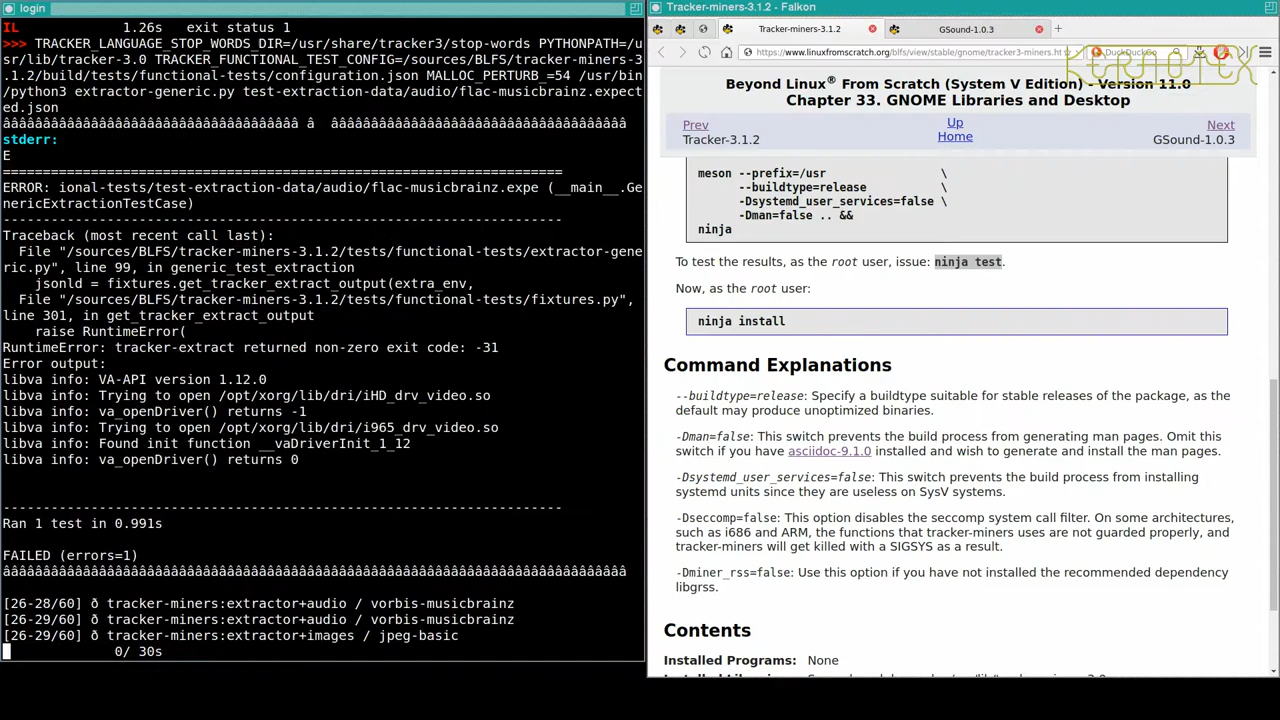 login
IL              1.26s   exit status 1
>>> TRACKER_LANGUAGE_STOP_WORDS_DIR=/usr/share/tracker3/stop-words PYTHONPATH=/u
sr/lib/tracker-3.0 TRACKER_FUNCTIONAL_TEST_CONFIG=/sources/BLFS/tracker-miners-3
.1.2/build/tests/functional-tests/configuration.json MALLOC_PERTURB_=54 /usr/bin
/python3 extractor-generic.py test-extraction-data/audio/flac-musicbrainz.expect
ed.json
stderr:
E
======================================================================
ERROR: ional-tests/test-extraction-data/audio/flac-musicbrainz.expe (__main__.Ge
nericExtractionTestCase)
----------------------------------------------------------------------
Traceback (most recent call last):
  File "/sources/BLFS/tracker-miners-3.1.2/tests/functional-tests/extractor-gene
ric.py", line 99, in generic_test_extraction
    jsonld = fixtures.get_tracker_extract_output(extra_env,
  File "/sources/BLFS/tracker-miners-3.1.2/tests/functional-tests/fixtures.py",
line 301, in get_tracker_extract_output
    raise RuntimeError(
RuntimeError: tracker-extract returned non-zero exit code: -31
Error output:
libva info: VA-API version 1.12.0
libva info: Trying to open /opt/xorg/lib/dri/iHD_drv_video.so
libva info: va_openDriver() returns -1
libva info: Trying to open /opt/xorg/lib/dri/i965_drv_video.so
libva info: Found init function __vaDriverInit_1_12
libva info: va_openDriver() returns 0
----------------------------------------------------------------------
Ran 1 test in 0.991s
FAILED (errors=1)
[26-28/60] ð tracker-miners:extractor+audio / vorbis-musicbrainz
[26-29/60] ð tracker-miners:extractor+audio / vorbis-musicbrainz
[26-29/60] ð tracker-miners:extractor+images / jpeg-basic
              0/ 30s
Tracker-miners-3.1.2 - Falkon
Tracker-miners-3.1.2
GSound-1.0.3
https://www.linuxfromscratch.org/blfs/view/stable/gnome/tracker3-miners.ht
DuckDuckGo
KERNOTEX
Beyond Linux® From Scratch (System V Edition) - Version 11.0
Chapter 33. GNOME Libraries and Desktop
Prev Up Next
Tracker-3.1.2 Home GSound-1.0.3
meson --prefix=/usr               \
      --buildtype=release         \
      -Dsystemd_user_services=false \
      -Dman=false .. &&
ninja
To test the results, as the root user, issue: ninja test.
Now, as the root user:
ninja install
Command Explanations
--buildtype=release: Specify a buildtype suitable for stable releases of the package, as the
default may produce unoptimized binaries.
-Dman=false: This switch prevents the build process from generating man pages. Omit this
switch if you have asciidoc-9.1.0 installed and wish to generate and install the man pages.
-Dsystemd_user_services=false: This switch prevents the build process from installing
systemd units since they are useless on SysV systems.
-Dseccomp=false: This option disables the seccomp system call filter. On some architectures,
such as i686 and ARM, the functions that tracker-miners uses are not guarded properly, and
tracker-miners will get killed with a SIGSYS as a result.
-Dminer_rss=false: Use this option if you have not installed the recommended dependency
libgrss.
Contents
Installed Programs: None